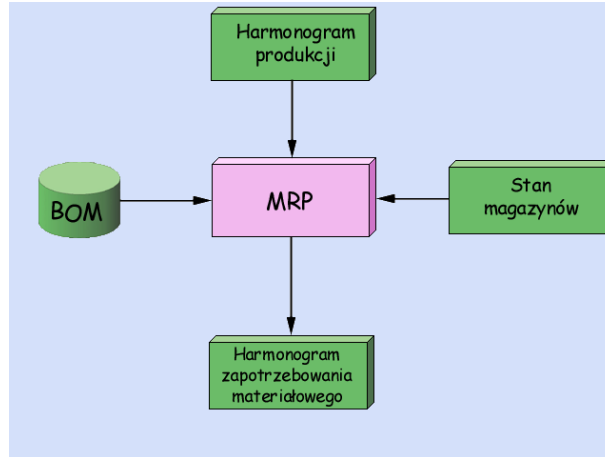 Harmonogram
produkcji
BOM
MRP
Stan
magazynów
Harmonogram
zapotrzebowania
materiałowego